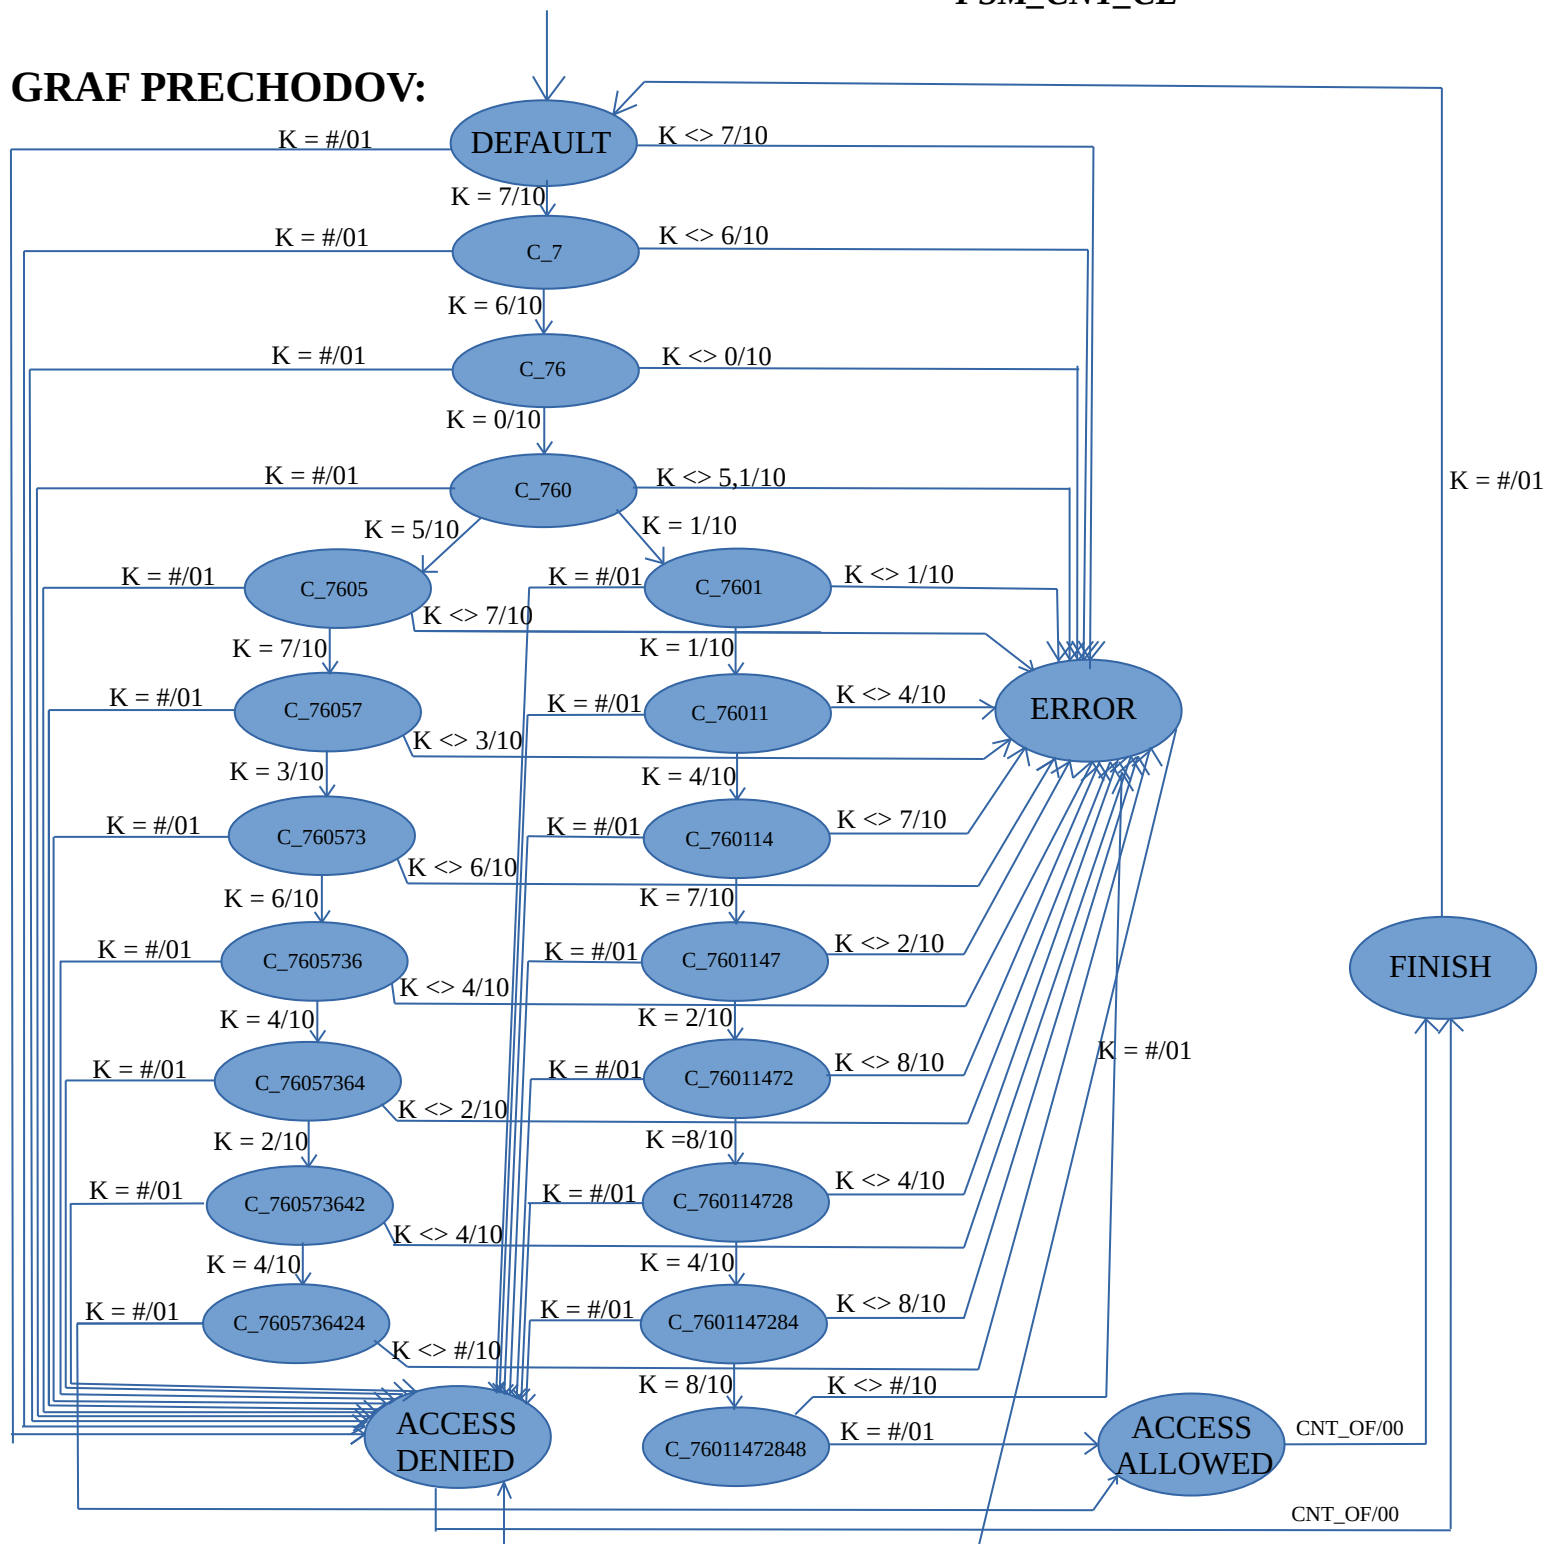 GRAF PRECHODOV:
DEFAULT
K = #/01
K <> 7/10
K = 7/10
C_7
K = #/01
K <> 6/10
K = 6/10
C_76
K = #/01
K <> 0/10
K = 0/10
C_760
K = #/01
K <> 5,1/10
K = #/01
K = 5/10
K = 1/10
K = #/01
C_7605
K = #/01
C_7601
K <> 1/10
K <> 7/10
K = 7/10
K = 1/10
K = #/01
C_76057
K = #/01
C_76011
K <> 4/10
ERROR
K <> 3/10
K = 3/10
K = 4/10
K = #/01
C_760573
K = #/01
C_760114
K <> 7/10
K <> 6/10
K = 6/10
K = 7/10
K = #/01
C_7605736
K = #/01
C_7601147
K <> 2/10
FINISH
K <> 4/10
K = 4/10
K = 2/10
K = #/01
K = #/01
C_76057364
K = #/01
C_76011472
K <> 8/10
K <> 2/10
K = 2/10
K =8/10
K = #/01
C_760573642
K = #/01
C_760114728
K <> 4/10
K <> 4/10
K = 4/10
K = 4/10
K = #/01
C_7605736424
K = #/01
C_7601147284
K <> 8/10
K <> #/10
K = 8/10
K <> #/10
ACCESS
DENIED
C_76011472848
K = #/01
ACCESS
ALLOWED
CNT_OF/00
CNT_OF/00